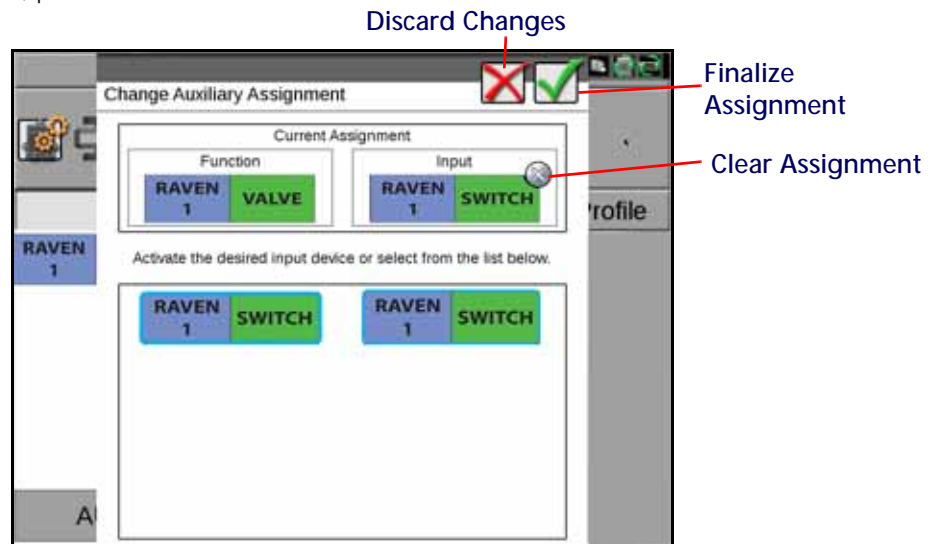 Discard Changes
Finalize
Assignment
Clear Assignment
Change Auxiliary Assignment
Current Assignment
Function
Input
RAVEN
1
VALVE
RAVEN
1
SWITCH
rofile
RAVEN
1
Activate the desired input device or select from the list below.
RAVEN
1
SWITCH
RAVEN
1
SWITCH